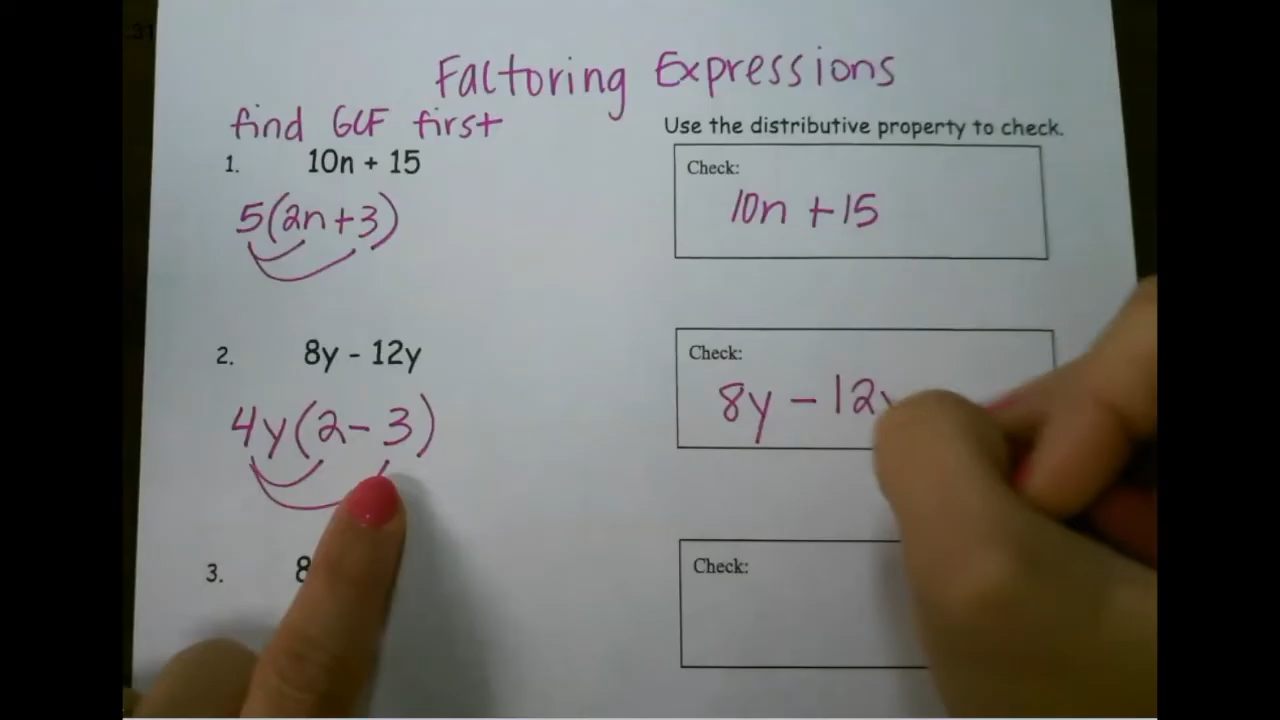 Factoring Expressions
find GCF first
Use the distributive property to check.
1. 10n + 15
Check:
5(2n+3)
10n + 15
2. 8y - 12y
Check:
4y(2 - 3)
8y - 12y
3. 8
Check: